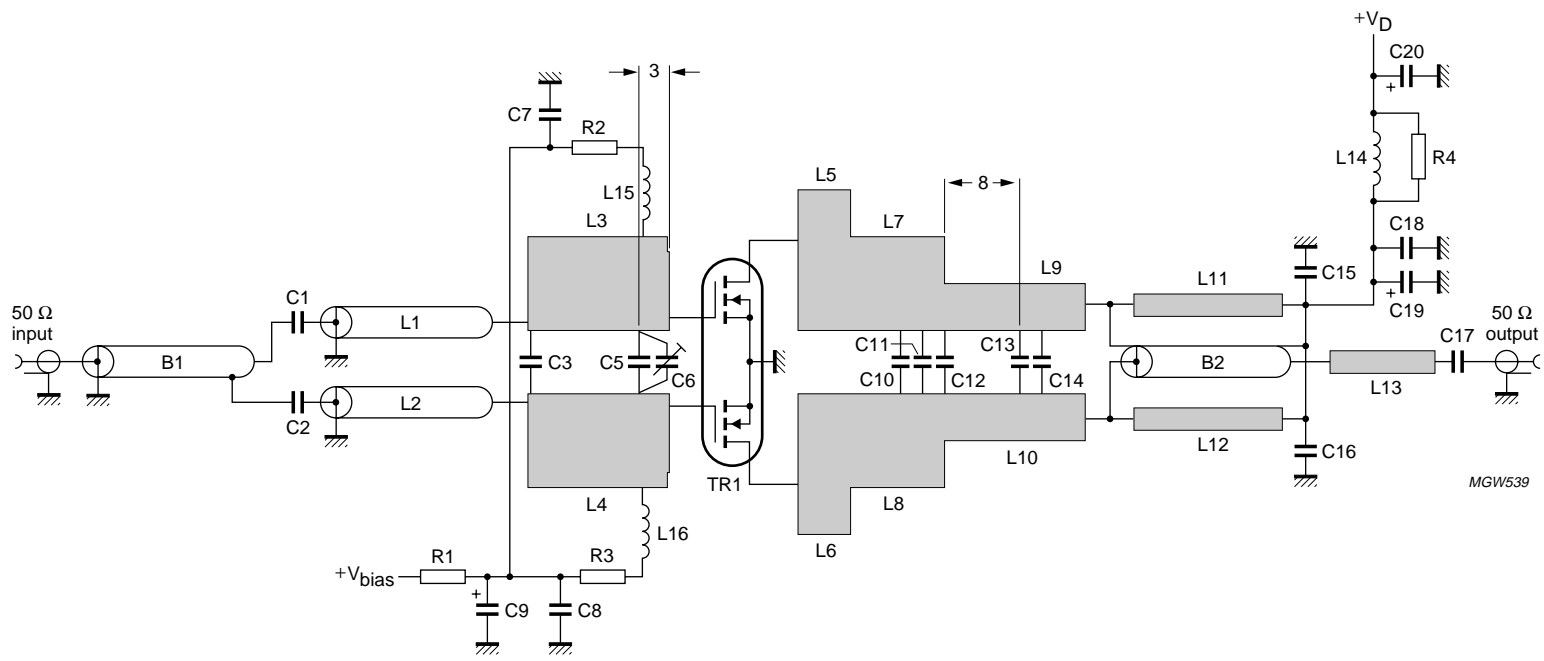 +VD
C20
+
3
C7
R2
L14
R4
L15
L5
8
L3
L7
C18
L9
L11
C15
C19
+
50 Ω
input
C1
L1
50 Ω
output
C17
B1
C3
C5
C6
C11
C10
C12
C13
C14
B2
L13
L2
C2
L12
L10
C16
TR1
L4
L8
MGW539
L16
L6
R1
R3
+Vbias
+
C9
C8